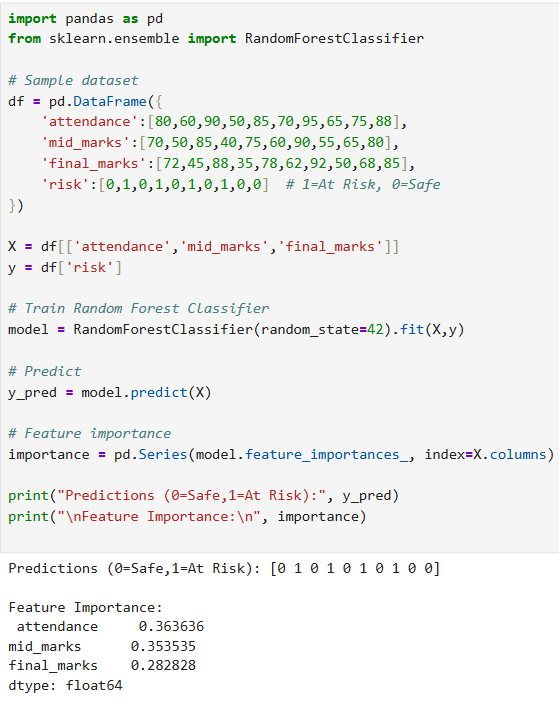 import pandas as pd
from sklearn.ensemble import RandomForestClassifier
# Sample dataset
df = pd.DataFrame({
    'attendance':[80,60,90,50,85,70,95,65,75,88],
    'mid_marks':[70,50,85,40,75,60,90,55,65,80],
    'final_marks':[72,45,88,35,78,62,92,50,68,85],
    'risk':[0,1,0,1,0,1,0,1,0,0]  # 1=At Risk, 0=Safe
})
X = df[['attendance','mid_marks','final_marks']]
y = df['risk']
# Train Random Forest Classifier
model = RandomForestClassifier(random_state=42).fit(X,y)
# Predict
y_pred = model.predict(X)
# Feature importance
importance = pd.Series(model.feature_importances_, index=X.columns)
print("Predictions (0=Safe,1=At Risk):", y_pred)
print("\nFeature Importance:\n", importance)
Predictions (0=Safe,1=At Risk): [0 1 0 1 0 1 0 1 0 0]
Feature Importance:
 attendance     0.363636
mid_marks      0.353535
final_marks    0.282828
dtype: float64